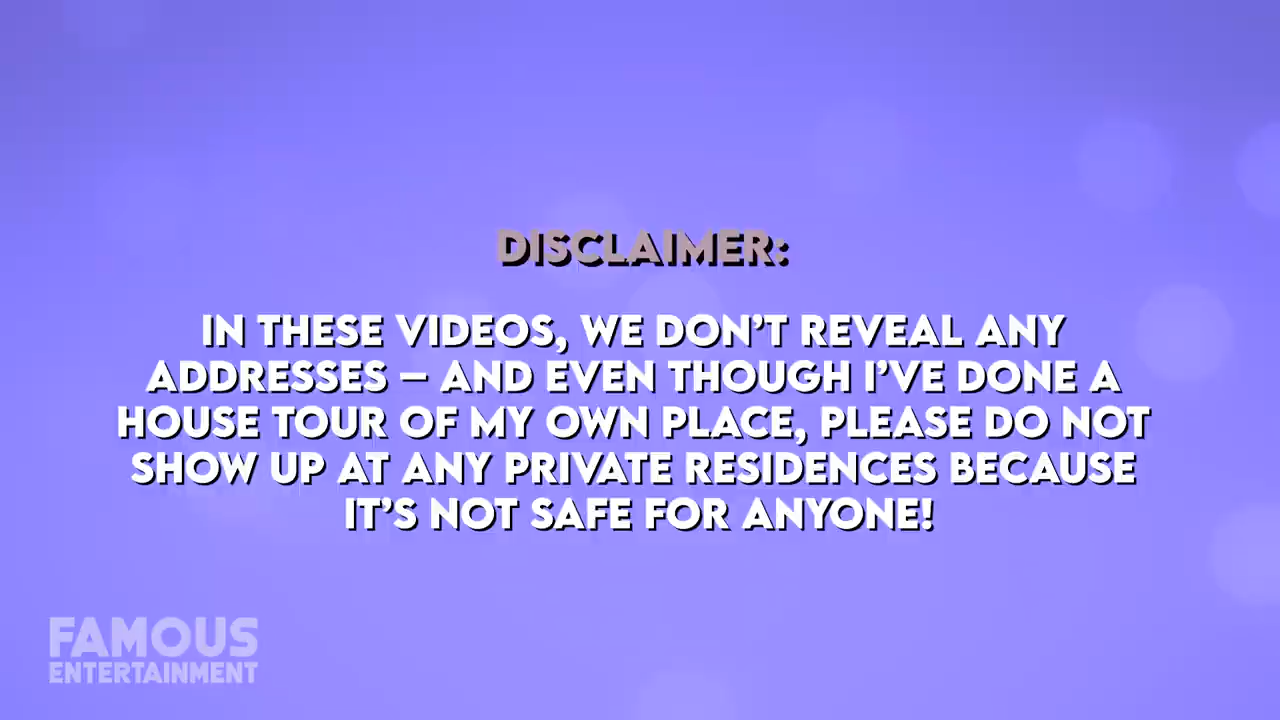 DISCLAIMER:
IN THESE VIDEOS, WE DON'T REVEAL ANY
ADDRESSES – AND EVEN THOUGH I'VE DONE A
HOUSE TOUR OF MY OWN PLACE, PLEASE DO NOT
SHOW UP AT ANY PRIVATE RESIDENCES BECAUSE
IT'S NOT SAFE FOR ANYONE!
FAMOUS
ENTERTAINMENT